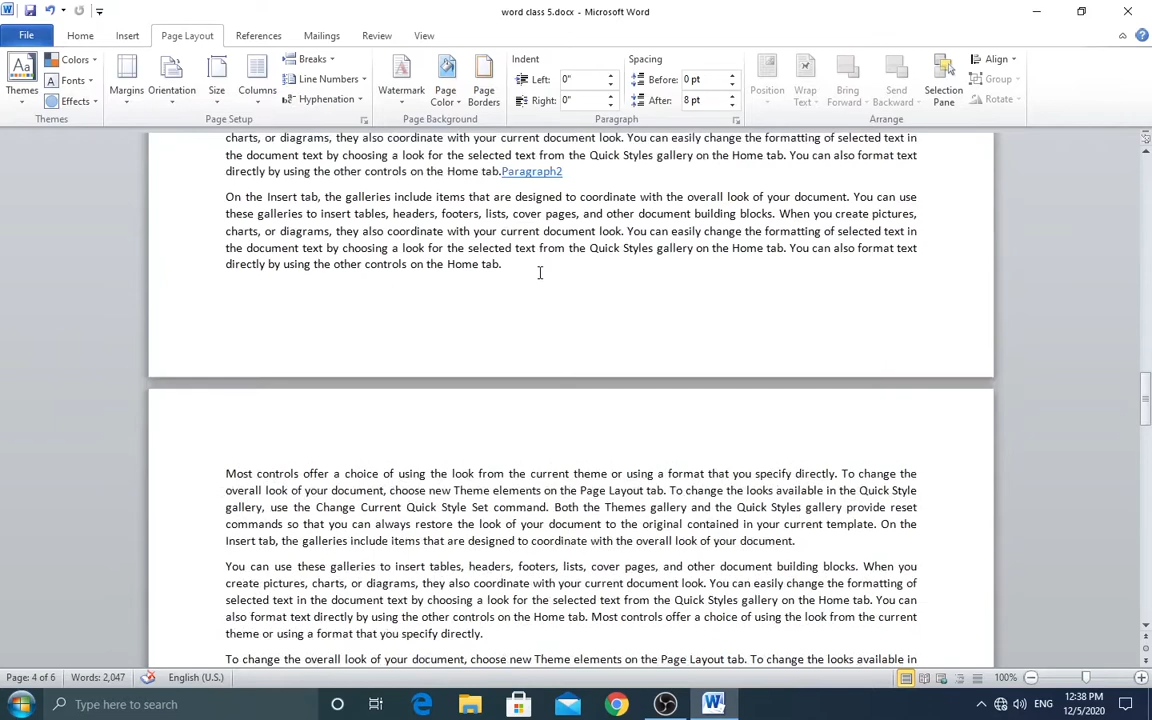 word class 5.docx - Microsoft Word
File Home Insert Page Layout References Mailings Review View
Themes Colors Fonts Effects Margins Orientation Size Columns Breaks Line Numbers Hyphenation Watermark Page Color Page Borders Indent Left: 0" Right: 0" Spacing Before: 0 pt After: 8 pt Position Wrap Text Bring Forward Send Backward Selection Pane Align Group Rotate
Themes Page Setup Page Background Paragraph Arrange
charts, or diagrams, they also coordinate with your current document look. You can easily change the formatting of selected text in
the document text by choosing a look for the selected text from the Quick Styles gallery on the Home tab. You can also format text
directly by using the other controls on the Home tab.Paragraph2
On the Insert tab, the galleries include items that are designed to coordinate with the overall look of your document. You can use
these galleries to insert tables, headers, footers, lists, cover pages, and other document building blocks. When you create pictures,
charts, or diagrams, they also coordinate with your current document look. You can easily change the formatting of selected text in
the document text by choosing a look for the selected text from the Quick Styles gallery on the Home tab. You can also format text
directly by using the other controls on the Home tab.
Most controls offer a choice of using the look from the current theme or using a format that you specify directly. To change the
overall look of your document, choose new Theme elements on the Page Layout tab. To change the looks available in the Quick Style
gallery, use the Change Current Quick Style Set command. Both the Themes gallery and the Quick Styles gallery provide reset
commands so that you can always restore the look of your document to the original contained in your current template. On the
Insert tab, the galleries include items that are designed to coordinate with the overall look of your document.
You can use these galleries to insert tables, headers, footers, lists, cover pages, and other document building blocks. When you
create pictures, charts, or diagrams, they also coordinate with your current document look. You can easily change the formatting of
selected text in the document text by choosing a look for the selected text from the Quick Styles gallery on the Home tab. You can
also format text directly by using the other controls on the Home tab. Most controls offer a choice of using the look from the current
theme or using a format that you specify directly.
To change the overall look of your document, choose new Theme elements on the Page Layout tab. To change the looks available in
Page: 4 of 6 Words: 2,047 English (U.S.) 100%
Type here to search ENG 12:38 PM
12/5/2020